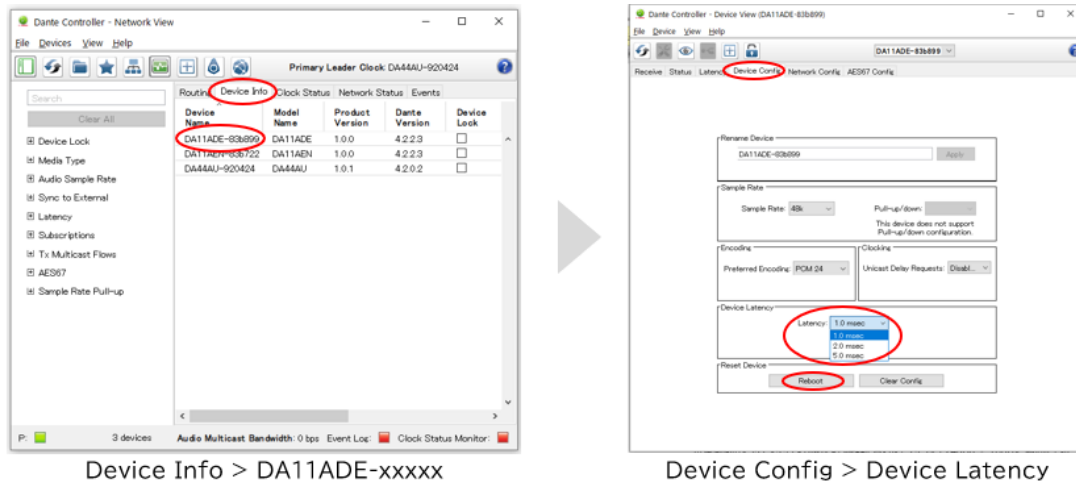 Dante Controller - Network View
File Devices View Help
Primary Leader Clock: DA44AU-920424
Search
Clear All
Device Lock
Media Type
Audio Sample Rate
Sync to External
Latency
Subscriptions
Tx Multicast Flows
AES67
Sample Rate Pull-up
Routing Device Info Clock Status Network Status Events
Device Name Model Name Product Version Dante Version Device Lock
DA11ADE-83b899 DA11ADE 1.0.0 4.2.2.3
DA11AEN-83b722 DA11AEN 1.0.0 4.2.2.3
DA44AU-920424 DA44AU 1.0.1 4.2.0.2
P: 3 devices Audio Multicast Bandwidth: 0 bps Event Log: Clock Status Monitor:
Device Info > DA11ADE-xxxxx
Dante Controller - Device View (DA11ADE-83b899)
File Device View Help
DA11ADE-83b899
Receive Status Latency Device Config Network Config AES67 Config
Rename Device
DA11ADE-83b899 Apply
Sample Rate
Sample Rate: 48k Pull-up/down:
This device does not support
Pull-up/down configuration.
Encoding Clocking
Preferred Encoding: PCM 24 Unicast Delay Requests: Disabl...
Device Latency
Latency: 1.0 msec
1.0 msec
2.0 msec
5.0 msec
Reset Device
Reboot Clear Config
Device Config > Device Latency